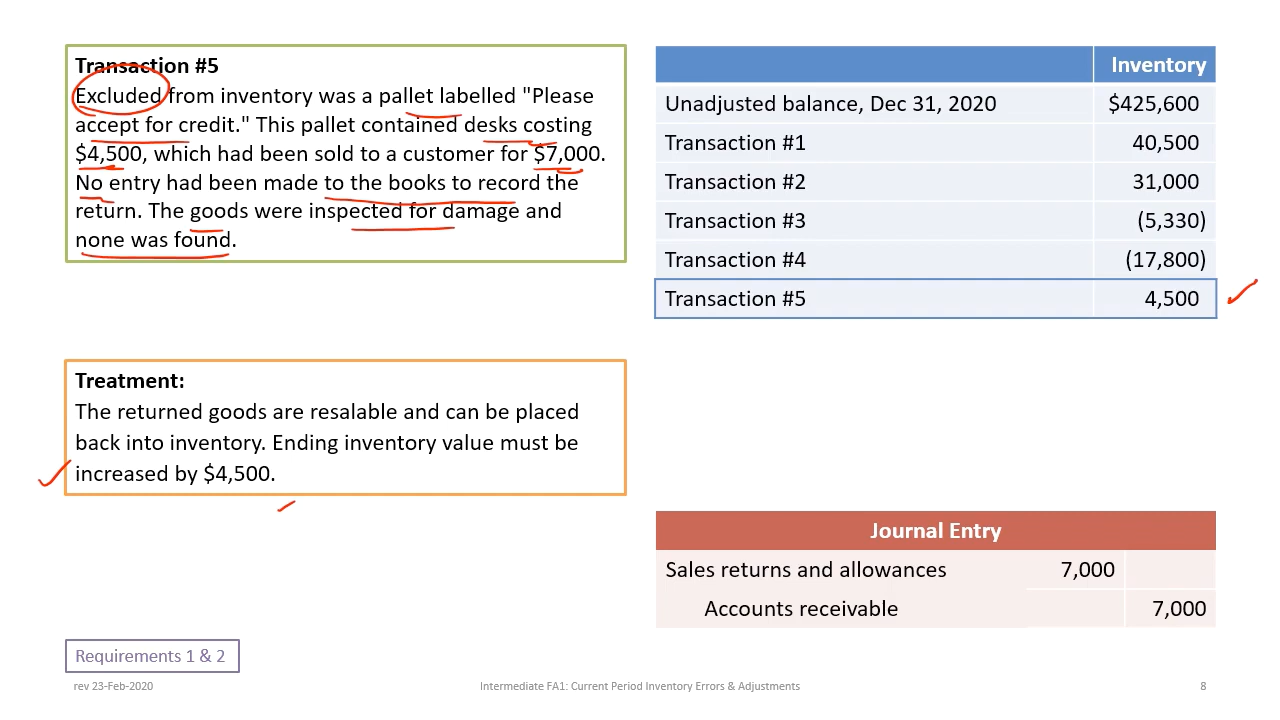 Transaction #5
Excluded from inventory was a pallet labelled "Please
accept for credit." This pallet contained desks costing
$4,500, which had been sold to a customer for $7,000.
No entry had been made to the books to record the
return. The goods were inspected for damage and
none was found.
Inventory
Unadjusted balance, Dec 31, 2020 $425,600
Transaction #1 40,500
Transaction #2 31,000
Transaction #3 (5,330)
Transaction #4 (17,800)
Transaction #5 4,500
Treatment:
The returned goods are resalable and can be placed
back into inventory. Ending inventory value must be
increased by $4,500.
Journal Entry
Sales returns and allowances 7,000
Accounts receivable 7,000
Requirements 1 & 2
rev 23-Feb-2020 Intermediate FA1: Current Period Inventory Errors & Adjustments 8